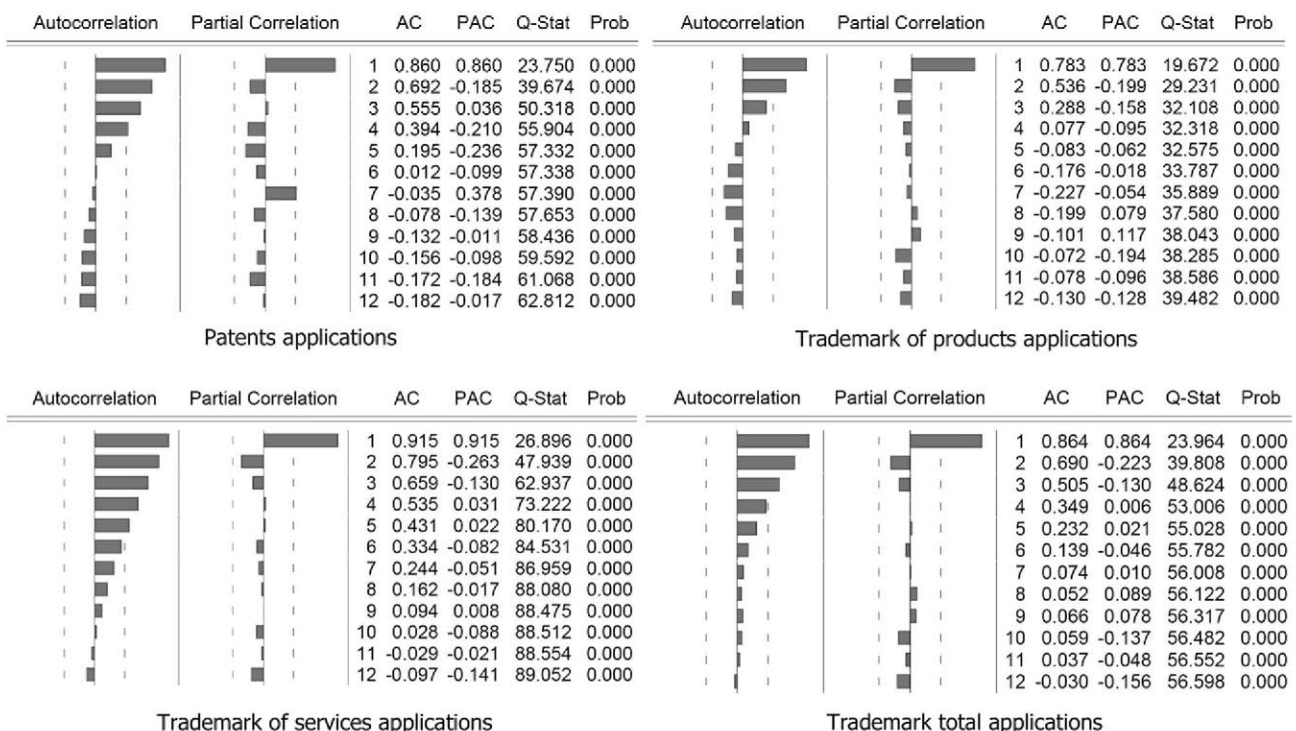 Autocorrelation Partial Correlation AC PAC Q-Stat Prob
1 0.860 0.860 23.750 0.000
2 0.692 -0.185 39.674 0.000
3 0.555 0.036 50.318 0.000
4 0.394 -0.210 55.904 0.000
5 0.195 -0.236 57.332 0.000
6 0.012 -0.099 57.338 0.000
7 -0.035 0.378 57.390 0.000
8 -0.078 -0.139 57.653 0.000
9 -0.132 -0.011 58.436 0.000
10 -0.156 -0.098 59.592 0.000
11 -0.172 -0.184 61.068 0.000
12 -0.182 -0.017 62.812 0.000
Patents applications
Autocorrelation Partial Correlation AC PAC Q-Stat Prob
1 0.783 0.783 19.672 0.000
2 0.536 -0.199 29.231 0.000
3 0.288 -0.158 32.108 0.000
4 0.077 -0.095 32.318 0.000
5 -0.083 -0.062 32.575 0.000
6 -0.176 -0.018 33.787 0.000
7 -0.227 -0.054 35.889 0.000
8 -0.199 0.079 37.580 0.000
9 -0.101 0.117 38.043 0.000
10 -0.072 -0.194 38.285 0.000
11 -0.078 -0.096 38.586 0.000
12 -0.130 -0.128 39.482 0.000
Trademark of products applications
Autocorrelation Partial Correlation AC PAC Q-Stat Prob
1 0.915 0.915 26.896 0.000
2 0.795 -0.263 47.939 0.000
3 0.659 -0.130 62.937 0.000
4 0.535 0.031 73.222 0.000
5 0.431 0.022 80.170 0.000
6 0.334 -0.082 84.531 0.000
7 0.244 -0.051 86.959 0.000
8 0.162 -0.017 88.080 0.000
9 0.094 0.008 88.475 0.000
10 0.028 -0.088 88.512 0.000
11 -0.029 -0.021 88.554 0.000
12 -0.097 -0.141 89.052 0.000
Trademark of services applications
Autocorrelation Partial Correlation AC PAC Q-Stat Prob
1 0.864 0.864 23.964 0.000
2 0.690 -0.223 39.808 0.000
3 0.505 -0.130 48.624 0.000
4 0.349 0.006 53.006 0.000
5 0.232 0.021 55.028 0.000
6 0.139 -0.046 55.782 0.000
7 0.074 0.010 56.008 0.000
8 0.052 0.089 56.122 0.000
9 0.066 0.078 56.317 0.000
10 0.059 -0.137 56.482 0.000
11 0.037 -0.048 56.552 0.000
12 -0.030 -0.156 56.598 0.000
Trademark total applications